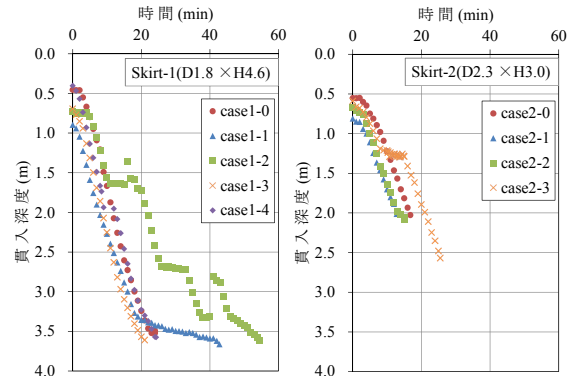 時間 (min)
0 20 40 60
0.0
0.5
1.0
1.5
2.0
2.5
3.0
3.5
4.0
貫入深度 (m)
Skirt-1(D1.8 ×H4.6)
case1-0
case1-1
case1-2
case1-3
case1-4
時間 (min)
0 20 40 60
0.0
0.5
1.0
1.5
2.0
2.5
3.0
3.5
4.0
貫入深度 (m)
Skirt-2(D2.3 ×H3.0)
case2-0
case2-1
case2-2
case2-3